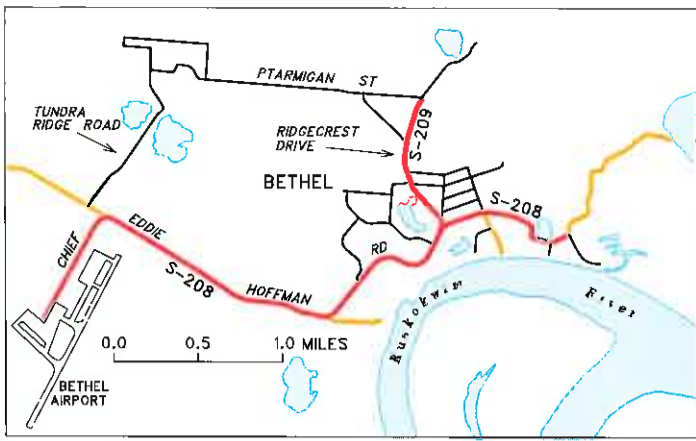 PTARMIGAN ST
TUNDRA
RIDGE ROAD
RIDGECREST
DRIVE
S-209
BETHEL
S-208
CHIEF EDDIE HOFFMAN RD
S-208
Kuskokwim River
0.0 0.5 1.0 MILES
BETHEL
AIRPORT